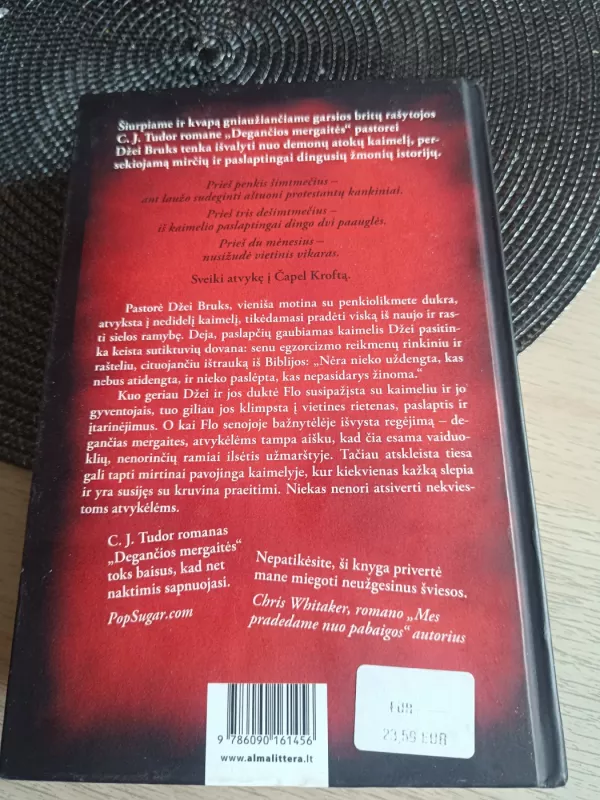 Šiurpiame ir kvapą gniaužiančiame garsios britų rašytojos
C. J. Tudor romane „Degančios mergaitės“ pastorei
Džei Bruks tenka išvalyti nuo demonų atokų kaimelį, per-
sekiojamą mirčių ir paslaptingai dingusių žmonių istorijų.
Prieš penkis šimtmečius –
ant laužo sudeginti aštuoni protestantų kankiniai.
Prieš tris dešimtmečius –
iš kaimelio paslaptingai dingo dvi paauglės.
Prieš du mėnesius –
nusižudė vietinis vikaras.
Sveiki atvykę į Čapel Kroftą.
Pastorė Džei Bruks, vieniša motina su penkiolikmete dukra,
atvyksta į nedidelį kaimelį, tikėdamasi pradėti viską iš naujo ir ras-
ti sielos ramybę. Deja, paslapčių gaubiamas kaimelis Džei pasitin-
ka keista sutiktuvių dovana: senu egzorcizmo reikmenų rinkiniu ir
rašteliu, cituojančiu ištrauką iš Biblijos: „Nėra nieko uždengta, kas
nebus atidengta, ir nieko paslėpta, kas nepasidarys žinoma.“
Kuo geriau Džei ir jos duktė Flo susipažįsta su kaimeliu ir jo
gyventojais, tuo giliau jos klimpsta į vietines rietenas, paslaptis ir
įtarinėjimus. O kai Flo senojoje bažnytėlėje išvysta regėjimą – de-
gančias mergaites, atvykėlėms tampa aišku, kad čia esama vaiduo-
klių, nenorinčių ramiai ilsėtis užmarštyje. Tačiau atskleista tiesa
gali tapti mirtinai pavojinga kaimelyje, kur kiekvienas kažką slepia
ir yra susijęs su kruvina praeitimi. Niekas nenori atsiverti nekvies-
toms atvykėlėms.
C. J. Tudor romanas
„Degančios mergaitės“
toks baisus, kad net
naktimis sapnuojasi.
PopSugar.com
Nepatikėsite, ši knyga privertė
mane miegoti neužgesinus šviesos.
Chris Whitaker, romano „Mes
pradedame nuo pabaigos“ autorius
9 786090 161456
www.almalittera.lt
23,59 EUR